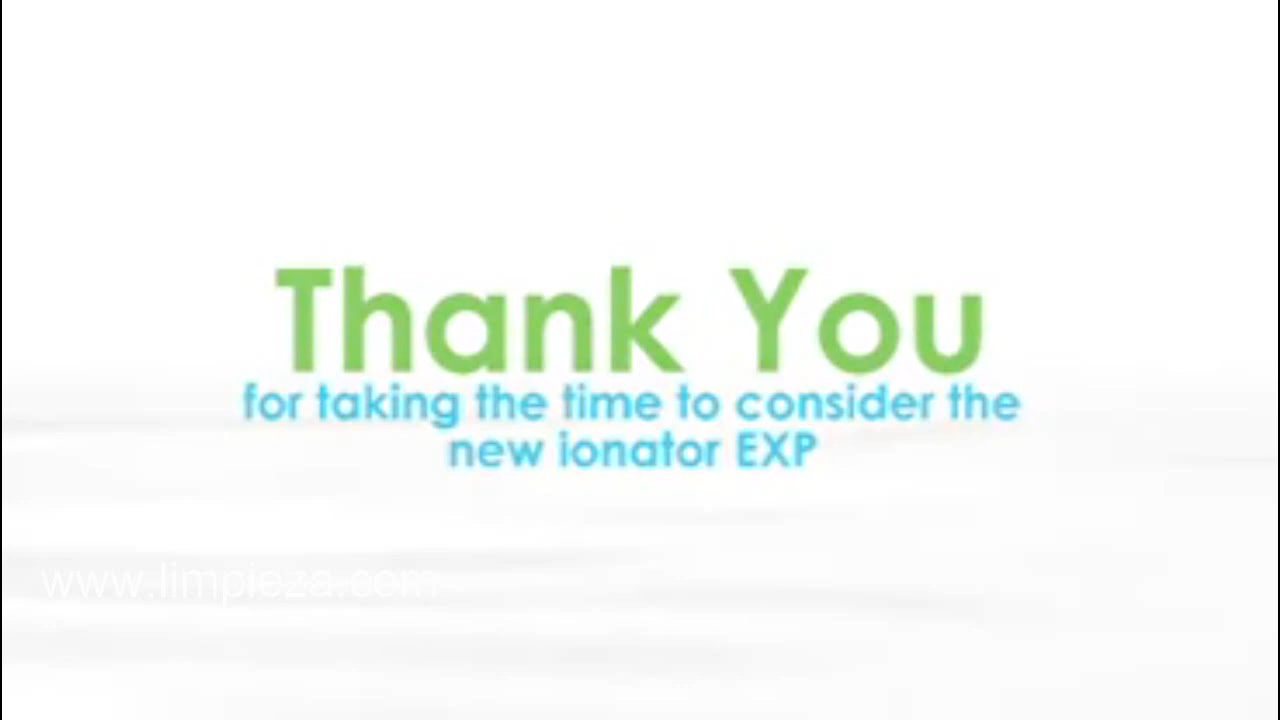 Thank You
for taking the time to consider the
new ionator EXP
www.limpieza.com